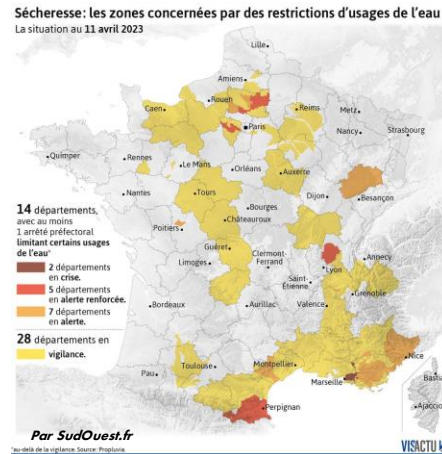 Sécheresse: les zones concernées par des restrictions d'usages de l'eau
La situation au 11 avril 2023
Lille
Amiens
Rouen
Caen
Reims
Metz
Paris
Nancy
Strasbourg
Quimper
Rennes
Le Mans
Orléans
Auxerre
Nantes
Tours
Bourges
Dijon
Besançon
Châteauroux
14 départements,
avec au moins
1 arrêté préfectoral
limitant certains usages
de l'eau*
Poitiers
Guéret
Limoges
Clermont-
Ferrand
Annecy
Lyon
Saint-
Étienne
Grenoble
2 départements
en crise.
5 départements
en alerte renforcée.
7 départements
en alerte.
28 départements en
vigilance.
Bordeaux
Aurillac
Valence
Nice
Montpellier
Toulouse
Pau
Marseille
Perpignan
Bastia
Ajaccio
Par SudOuest.fr
*au-delà de la vigilance. Source: Propluvia.
VISACTU